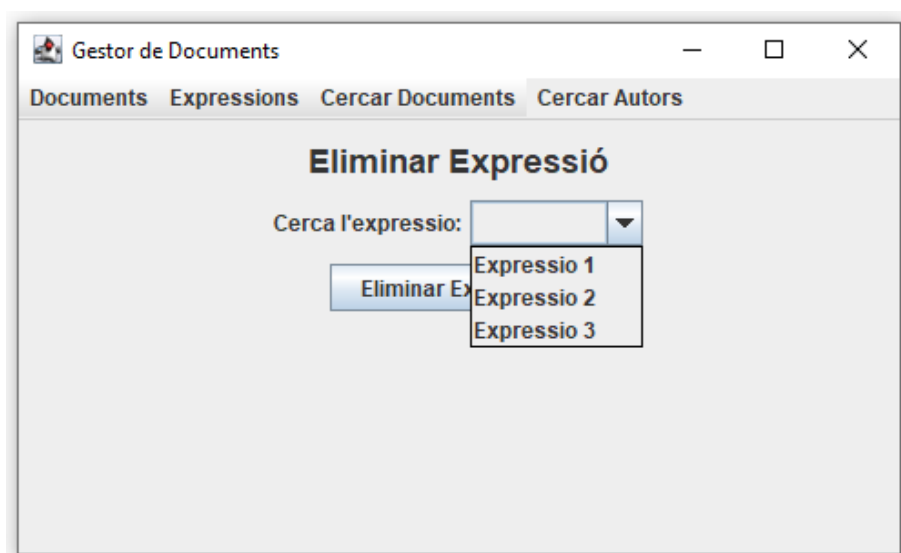 Gestor de Documents
Documents Expressions Cercar Documents Cercar Autors
Eliminar Expressió
Cerca l'expressio:
Expressio 1
Eliminar
Expressio 2
Expressio 3